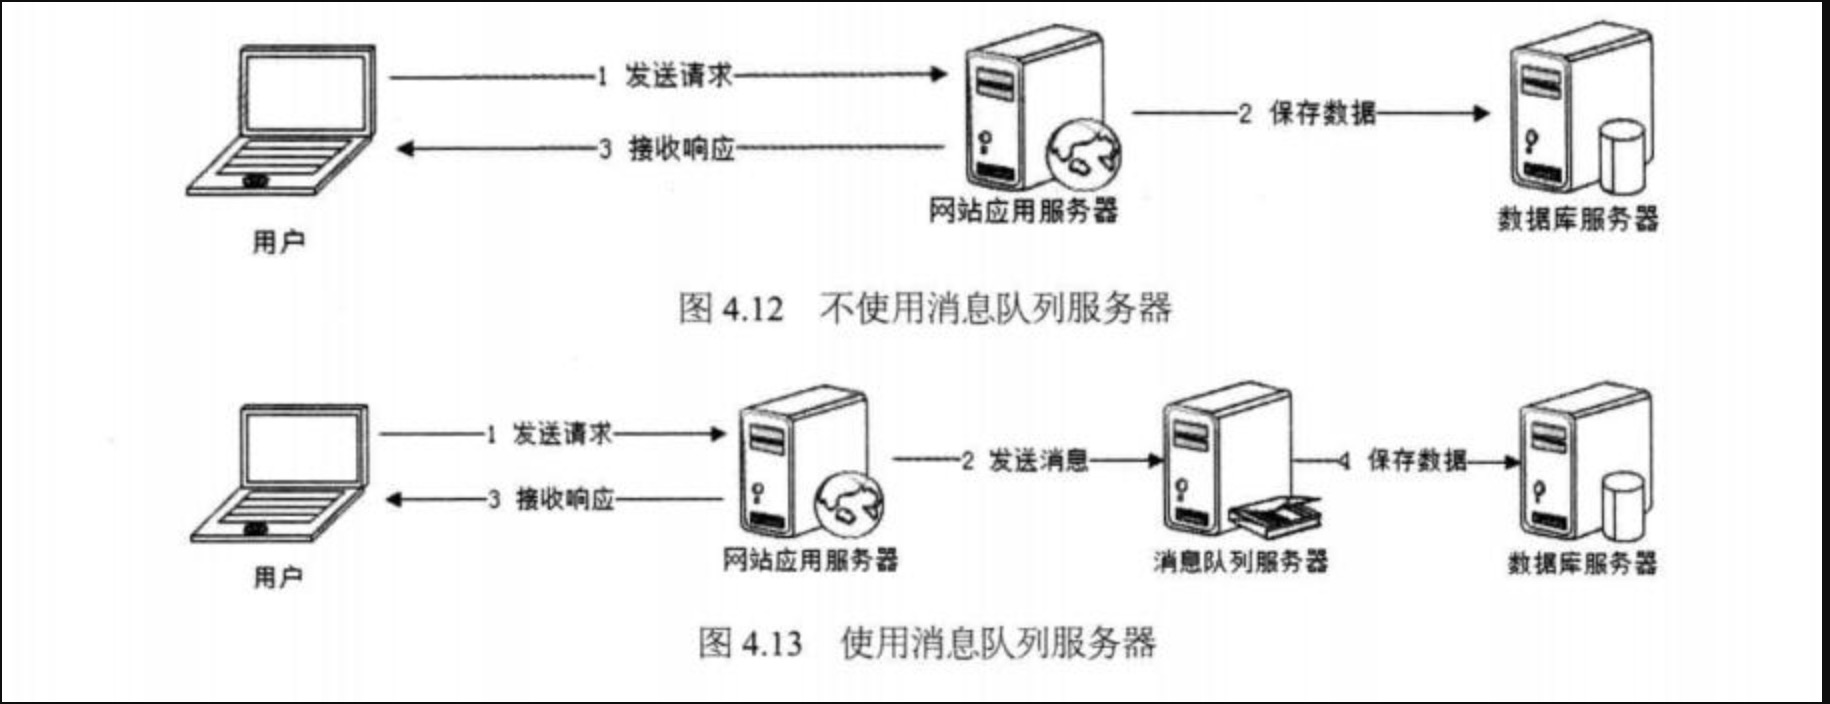 1 发送请求
2 保存数据
3 接收响应
用户
网站应用服务器
数据库服务器
图 4.12 不使用消息队列服务器
1 发送请求
2 发送消息
4 保存数据
3 接收响应
用户
网站应用服务器
消息队列服务器
数据库服务器
图 4.13 使用消息队列服务器